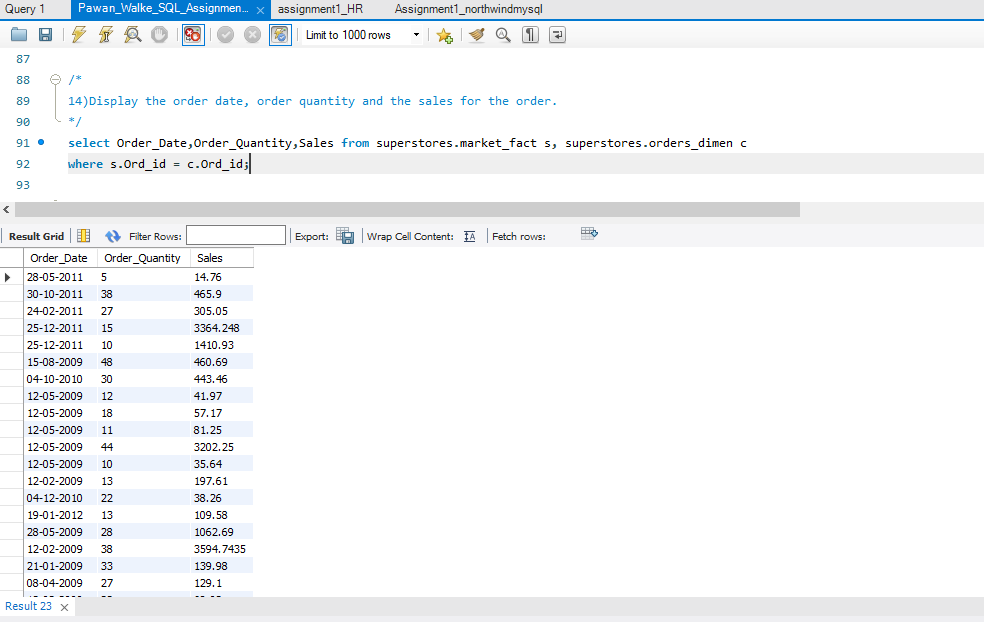 Query 1 Pawan_Walke_SQL_Assignmen... assignment1_HR Assignment1_northwindmysql
Limit to 1000 rows
87
88 /*
89 14)Display the order date, order quantity and the sales for the order.
90 */
91 select Order_Date,Order_Quantity,Sales from superstores.market_fact s, superstores.orders_dimen c
92 where s.Ord_id = c.Ord_id;
93
Result Grid Filter Rows: Export: Wrap Cell Content: Fetch rows:
Order_Date Order_Quantity Sales
28-05-2011 5 14.76
30-10-2011 38 465.9
24-02-2011 27 305.05
25-12-2011 15 3364.248
25-12-2011 10 1410.93
15-08-2009 48 460.69
04-10-2010 30 443.46
12-05-2009 12 41.97
12-05-2009 18 57.17
12-05-2009 11 81.25
12-05-2009 44 3202.25
12-05-2009 10 35.64
12-02-2009 13 197.61
04-12-2010 22 38.26
19-01-2012 13 109.58
28-05-2009 28 1062.69
12-02-2009 38 3594.7435
21-01-2009 33 139.98
08-04-2009 27 129.1
Result 23